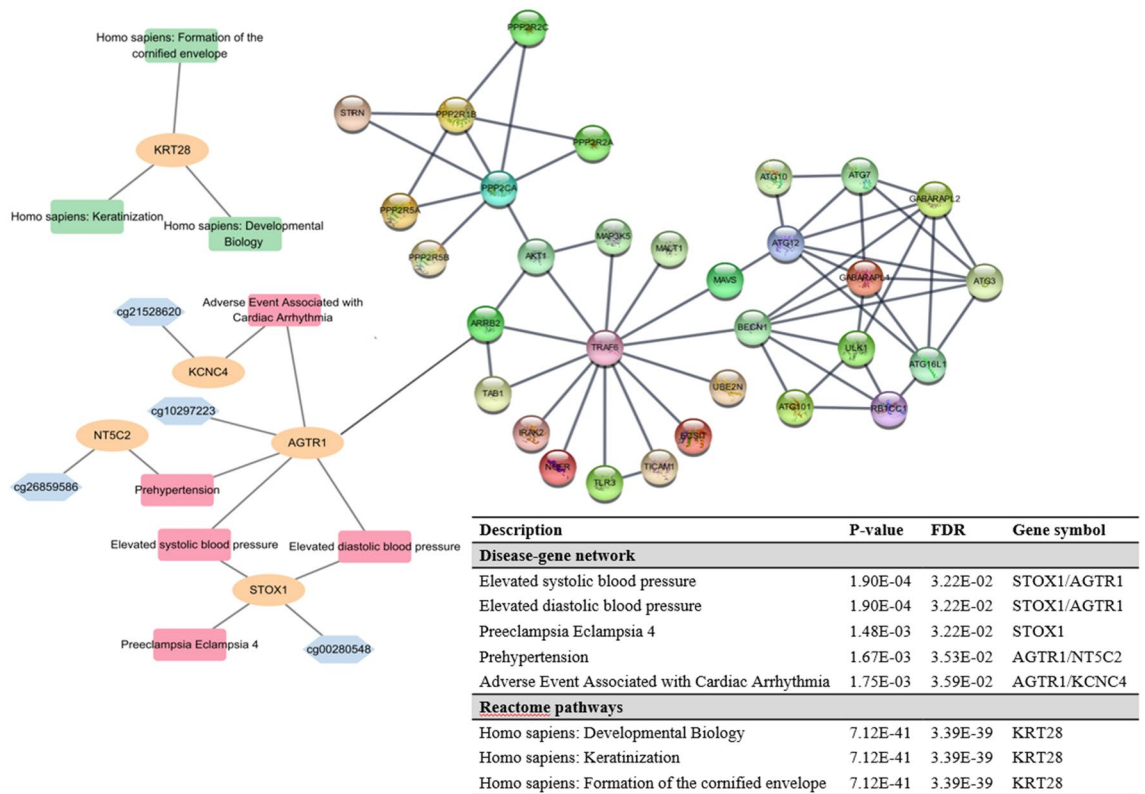 Homo sapiens: Formation of the
cornified envelope
KRT28
Homo sapiens: Keratinization
Homo sapiens: Developmental
Biology
cg21528620
Adverse Event Associated with
Cardiac Arrhythmia
KCNC4
cg10297223
NT5C2
AGTR1
cg26859586
Prehypertension
Elevated systolic blood pressure
Elevated diastolic blood pressure
STOX1
Preeclampsia Eclampsia 4
cg00280548
PPP2R2C
STRN
PPP2R1B
PPP2R2A
PPP2CA
PPP2R5A
PPP2R5B
AKT1
MAP3K5
MALT1
MAVS
ARRB2
TRAF6
TAB1
UBE2N
IRAK2
NGFR
TLR3
TICAM1
ECSIT
ATG10
ATG7
GABARAPL2
ATG12
GABARAPL1
ATG3
BECN1
ULK1
ATG16L1
ATG101
RB1CC1
Description P-value FDR Gene symbol
Disease-gene network
Elevated systolic blood pressure 1.90E-04 3.22E-02 STOX1/AGTR1
Elevated diastolic blood pressure 1.90E-04 3.22E-02 STOX1/AGTR1
Preeclampsia Eclampsia 4 1.48E-03 3.22E-02 STOX1
Prehypertension 1.67E-03 3.53E-02 AGTR1/NT5C2
Adverse Event Associated with Cardiac Arrhythmia 1.75E-03 3.59E-02 AGTR1/KCNC4
Reactome pathways
Homo sapiens: Developmental Biology 7.12E-41 3.39E-39 KRT28
Homo sapiens: Keratinization 7.12E-41 3.39E-39 KRT28
Homo sapiens: Formation of the cornified envelope 7.12E-41 3.39E-39 KRT28